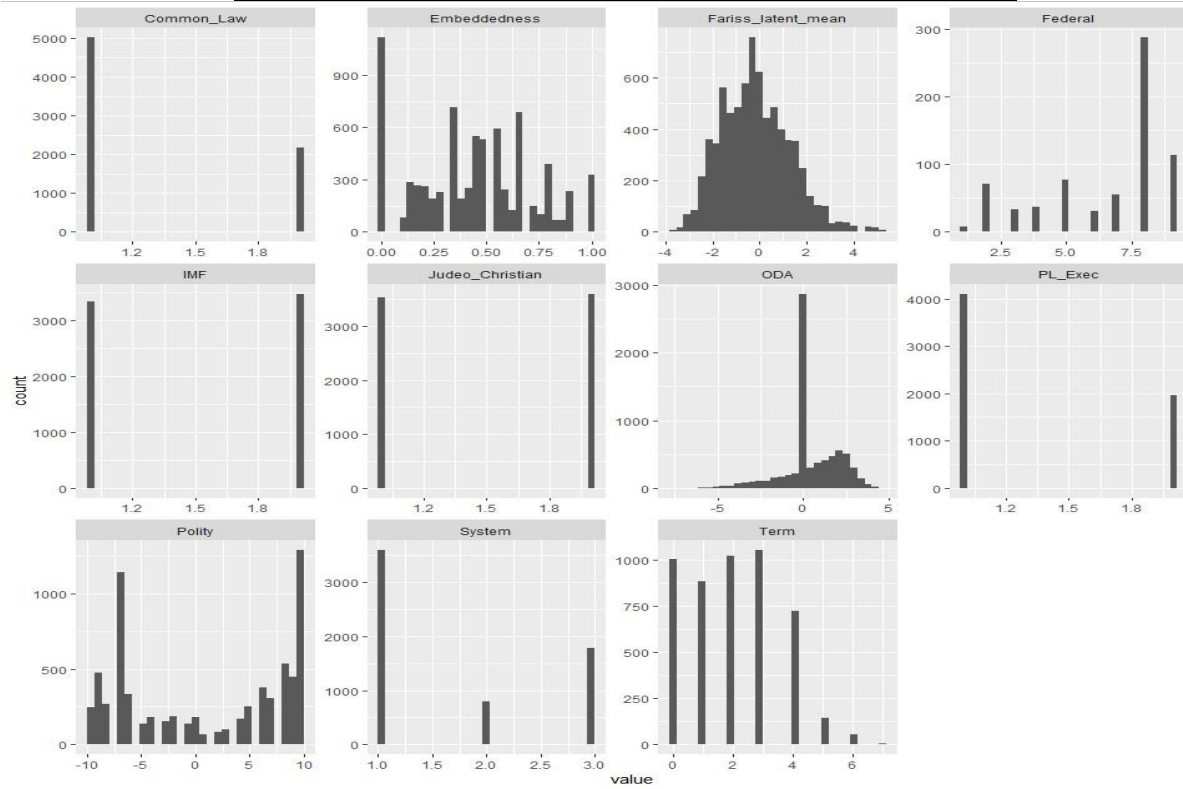 Common_Law Embeddedness Fariss_latent_mean Federal
5000 4000 3000 2000 1000 0
1.2 1.5 1.8
900 600 300 0
0.00 0.25 0.50 0.75 1.00
600 400 200 0
-4 -2 0 2 4
300 200 100 0
2.5 5.0 7.5
IMF Judeo_Christian ODA PL_Exec
3000 2000 1000 0
1.2 1.5 1.8
3000 2000 1000 0
1.2 1.5 1.8
3000 2000 1000 0
-5 0 5
4000 3000 2000 1000 0
1.2 1.5 1.8
count
Polity System Term
1000 500 0
-10 -5 0 5 10
3000 2000 1000 0
1.0 1.5 2.0 2.5 3.0
1000 750 500 250 0
0 2 4 6
value